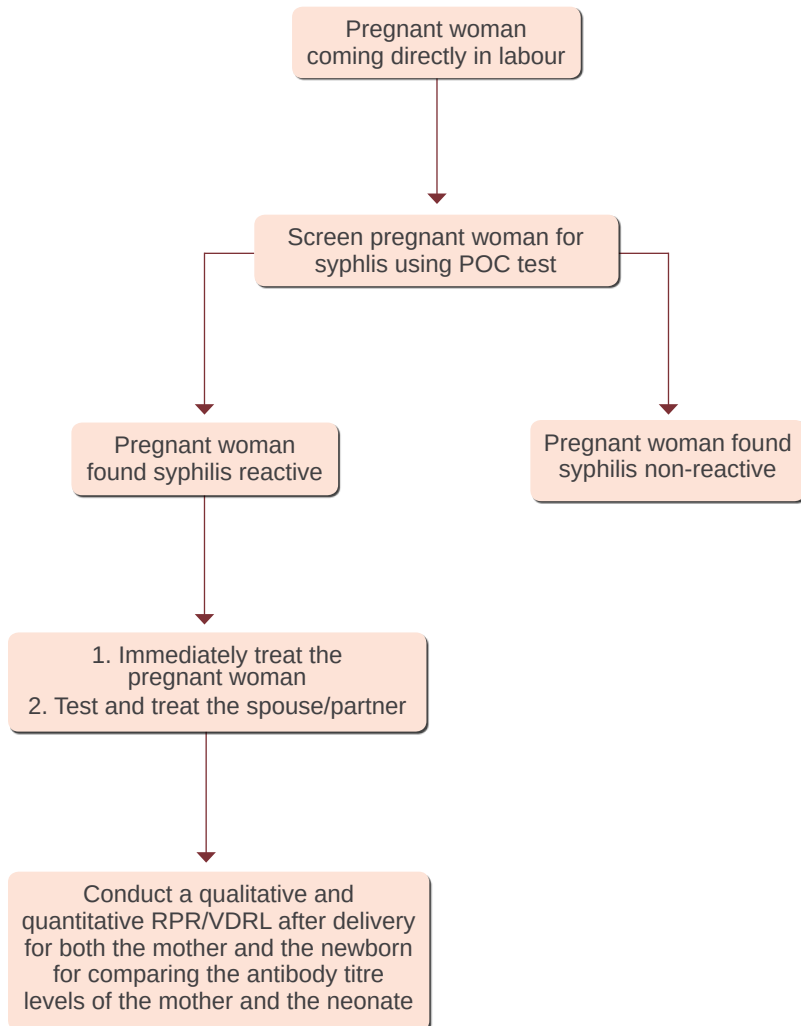 Pregnant woman
coming directly in labour
Screen pregnant woman for
syphlis using POC test
Pregnant woman
found syphilis reactive
Pregnant woman found
syphilis non-reactive
1. Immediately treat the
pregnant woman
2. Test and treat the spouse/partner
Conduct a qualitative and
quantitative RPR/VDRL after delivery
for both the mother and the newborn
for comparing the antibody titre
levels of the mother and the neonate